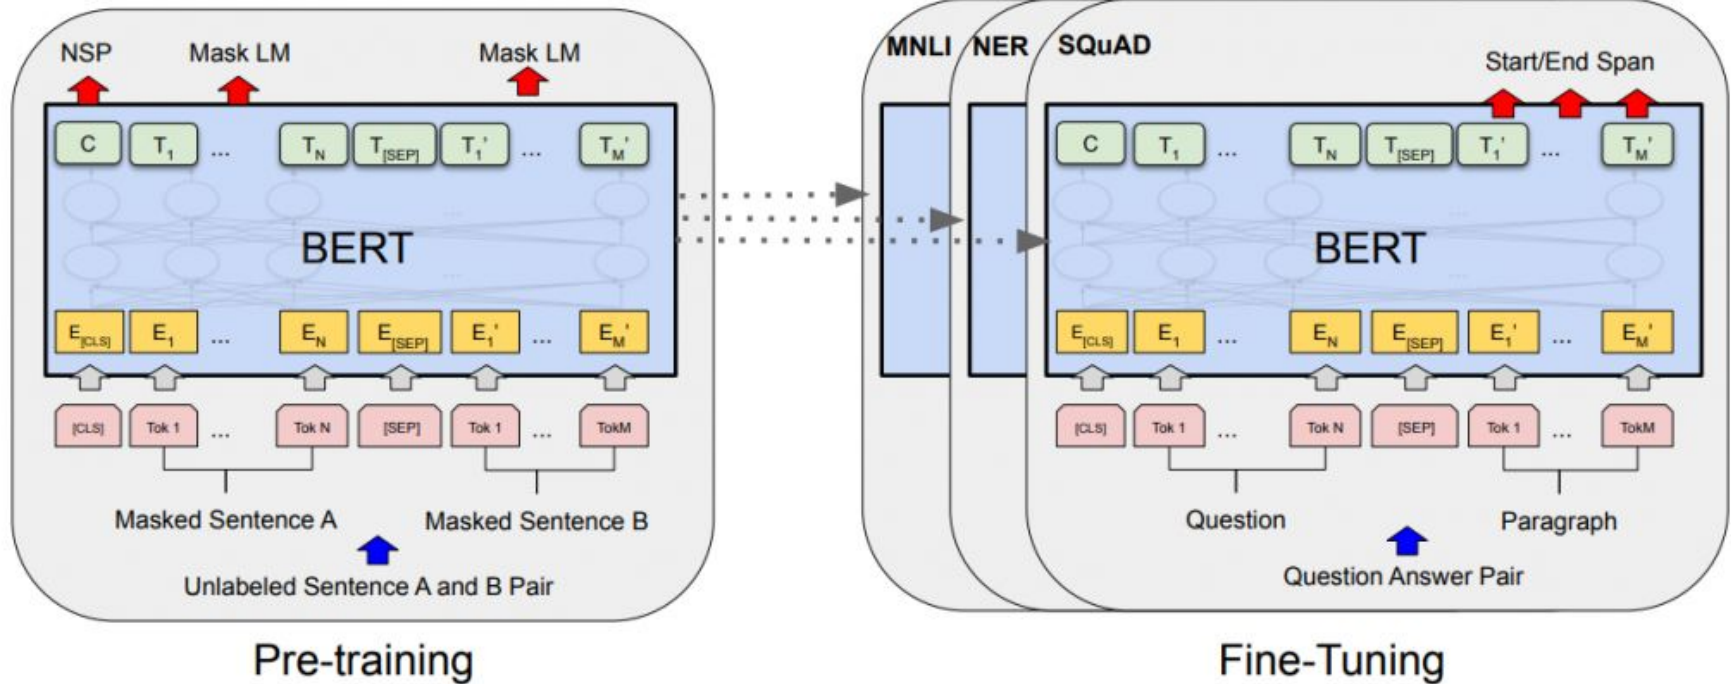 NSP Mask LM Mask LM
C T1 ... TN T[SEP] T1' ... TM'
BERT
E[CLS] E1 ... EN E[SEP] E1' ... EM'
[CLS] Tok 1 ... Tok N [SEP] Tok 1 ... TokM
Masked Sentence A Masked Sentence B
Unlabeled Sentence A and B Pair
Pre-training
MNLI NER SQuAD
Start/End Span
C T1 ... TN T[SEP] T1' ... TM'
BERT
E[CLS] E1 ... EN E[SEP] E1' ... EM'
[CLS] Tok 1 ... Tok N [SEP] Tok 1 ... TokM
Question Paragraph
Question Answer Pair
Fine-Tuning